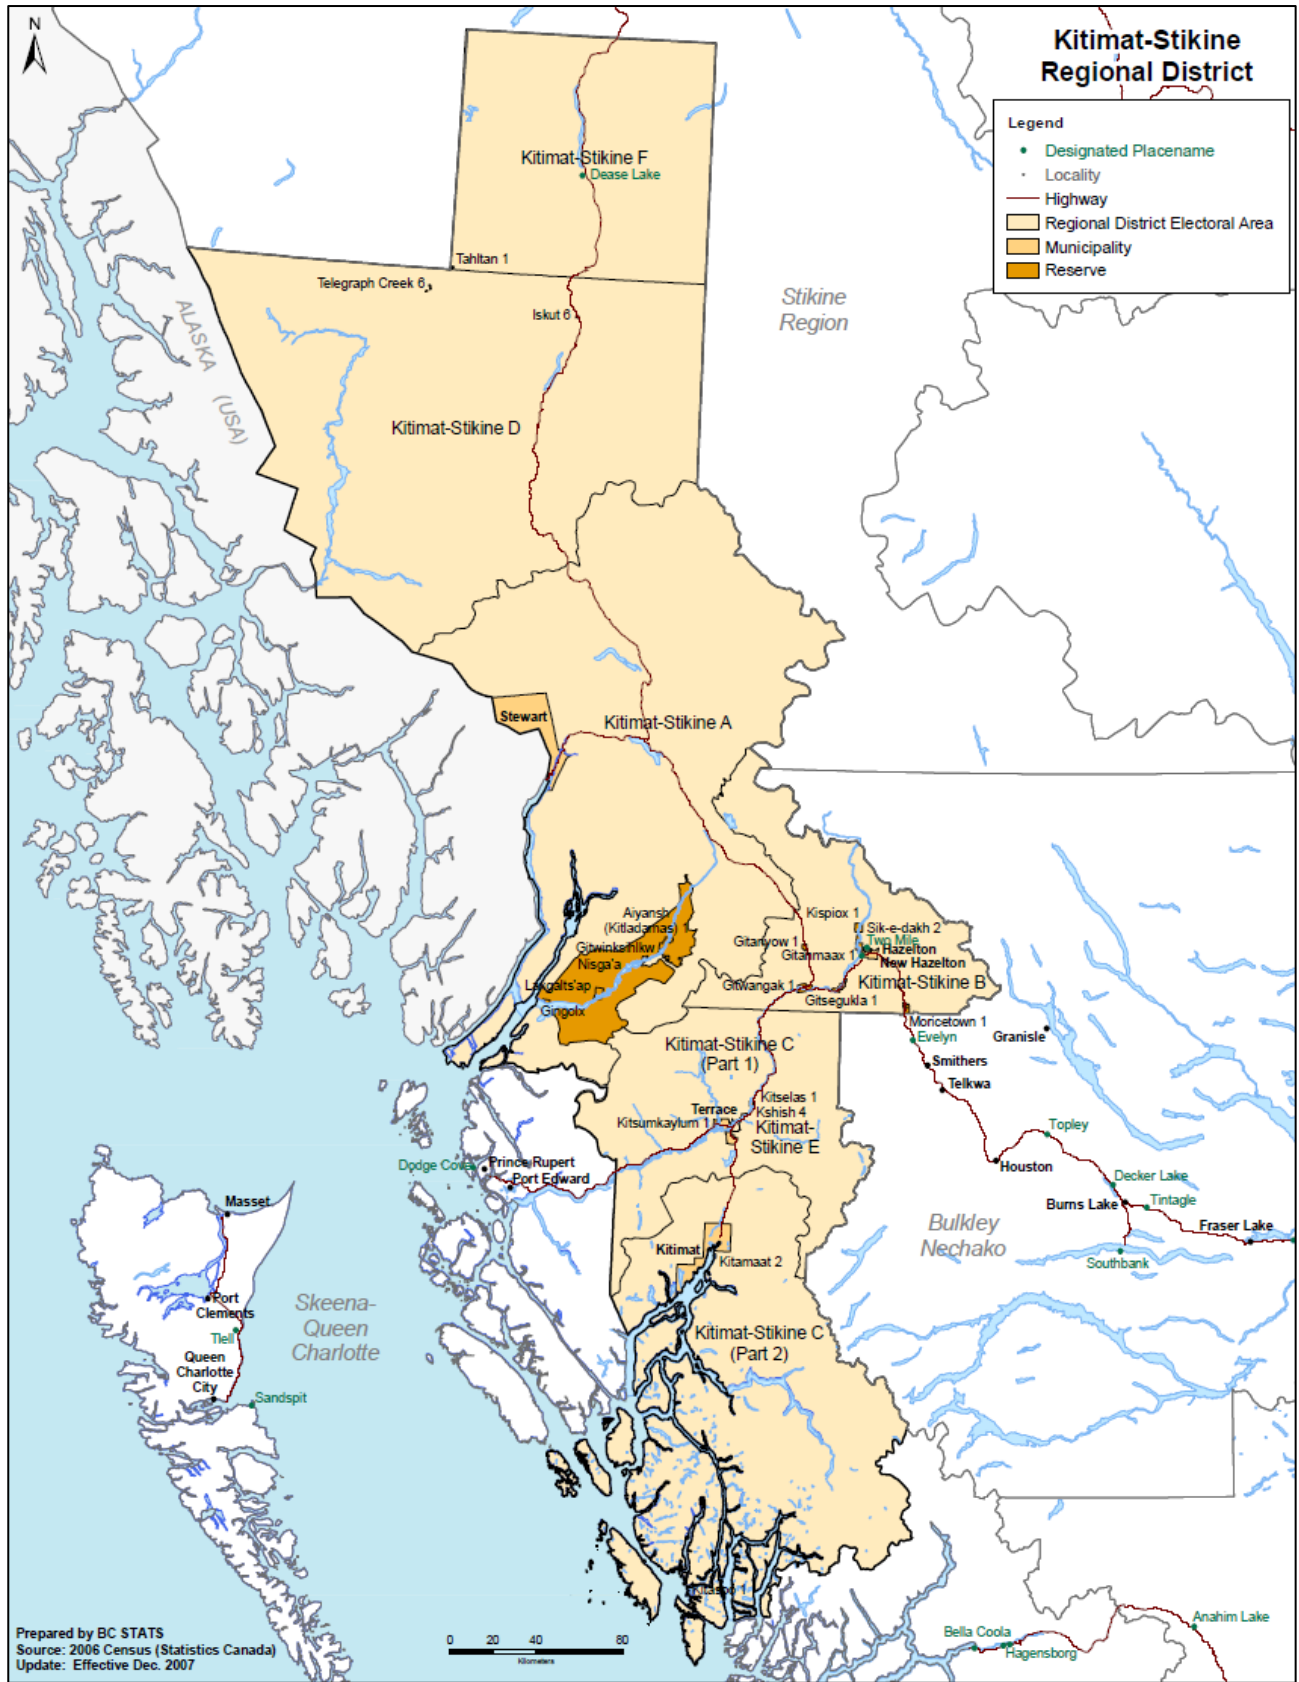 N
Kitimat-Stikine
Regional District
Legend
Designated Placename
Locality
Highway
Regional District Electoral Area
Municipality
Reserve
Kitimat-Stikine F
Dease Lake
Tahltan 1
Telegraph Creek 6
Iskut 6
Stikine
Region
ALASKA
(USA)
Kitimat-Stikine D
Stewart
Kitimat-Stikine A
Aiyansh
(Kitladamas) 1
Gitwinksihlkw
Nisga'a
Laxgalts'ap
Gingolx
Kispiox 1
Sik-e-dakh 2
Two Mile
Gitanyow 1
Gitanmaax 1
Hazelton
New Hazelton
Gitwangak 1
Kitimat-Stikine B
Gitsegukla 1
Moricetown 1
Evelyn
Granisle
Smithers
Telkwa
Kitimat-Stikine C
(Part 1)
Kitselas 1
Terrace
Kshish 4
Kitsumkaylum 1
Kitimat-
Stikine E
Topley
Houston
Dodge Cove
Prince Rupert
Port Edward
Decker Lake
Burns Lake
Tintagle
Fraser Lake
Southbank
Bulkley
Nechako
Masset
Kitimat
Kitamaat 2
Port
Clements
Tlell
Queen
Charlotte
City
Sandspit
Skeena-
Queen
Charlotte
Kitimat-Stikine C
(Part 2)
Kitasoo 1
Anahim Lake
Bella Coola
Hagensborg
Prepared by BC STATS
Source: 2006 Census (Statistics Canada)
Update: Effective Dec. 2007
0 20 40 80
Kilometers